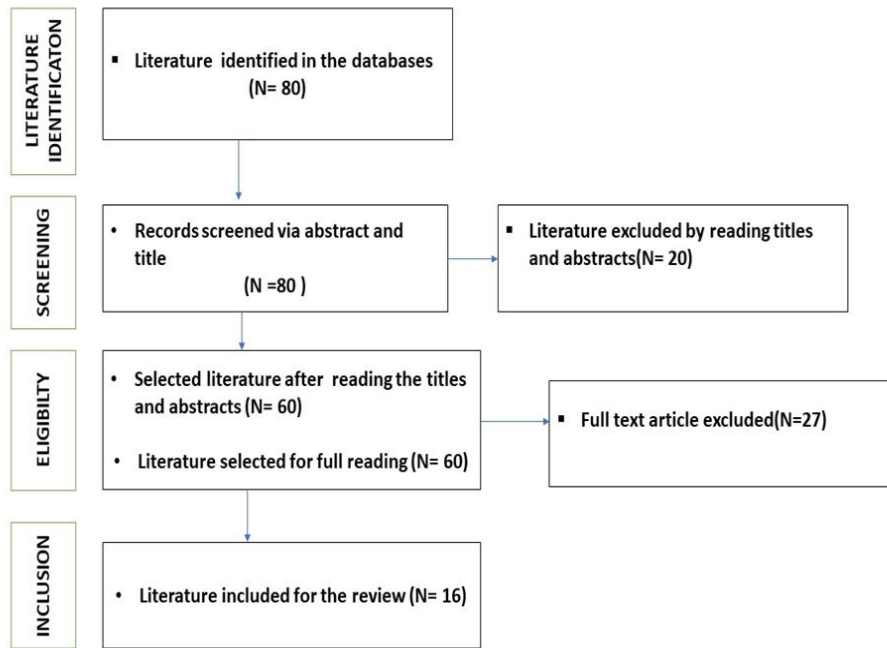 LITERATURE
IDENTIFICATON
▪ Literature identified in the databases
(N= 80)
SCREENING
• Records screened via abstract and
title
(N =80 )
▪ Literature excluded by reading titles
and abstracts(N= 20)
ELIGIBILTY
• Selected literature after reading the titles
and abstracts (N= 60)
• Literature selected for full reading (N= 60)
▪ Full text article excluded(N=27)
INCLUSION
• Literature included for the review (N= 16)